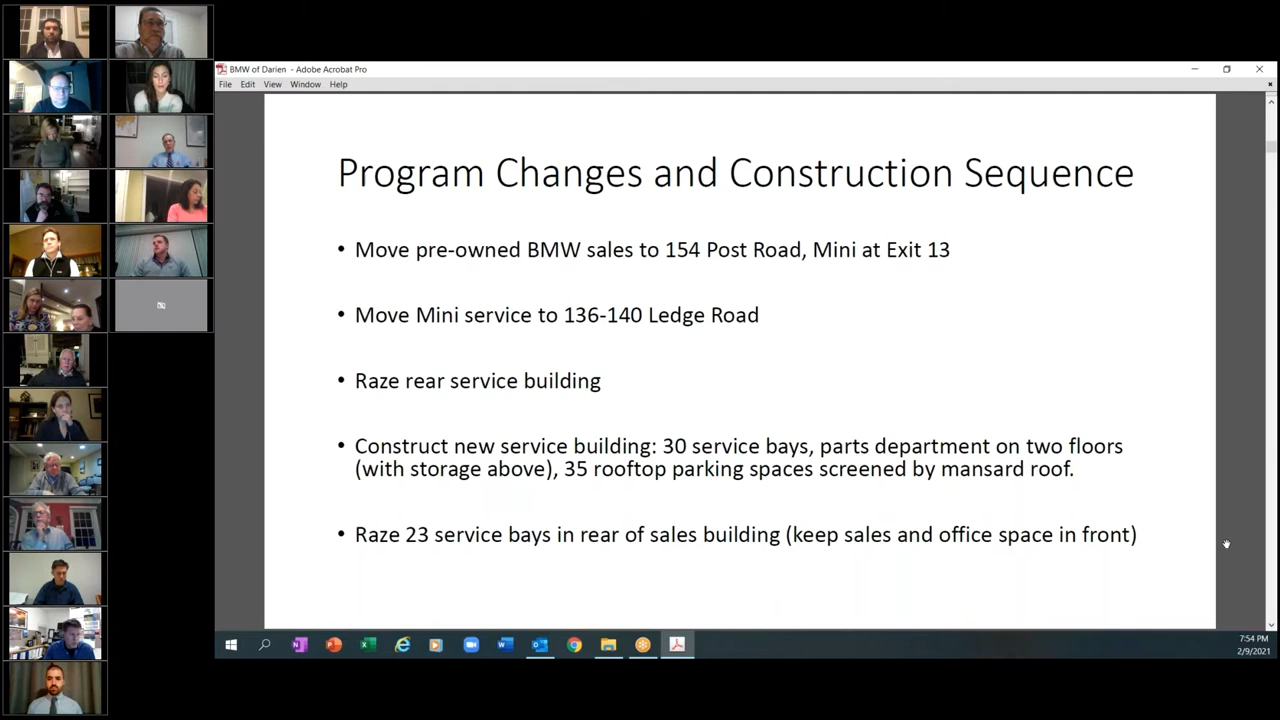 BMW of Darien - Adobe Acrobat Pro
File Edit View Window Help
Program Changes and Construction Sequence
• Move pre-owned BMW sales to 154 Post Road, Mini at Exit 13
• Move Mini service to 136-140 Ledge Road
• Raze rear service building
• Construct new service building: 30 service bays, parts department on two floors
(with storage above), 35 rooftop parking spaces screened by mansard roof.
• Raze 23 service bays in rear of sales building (keep sales and office space in front)
7:54 PM
2/9/2021